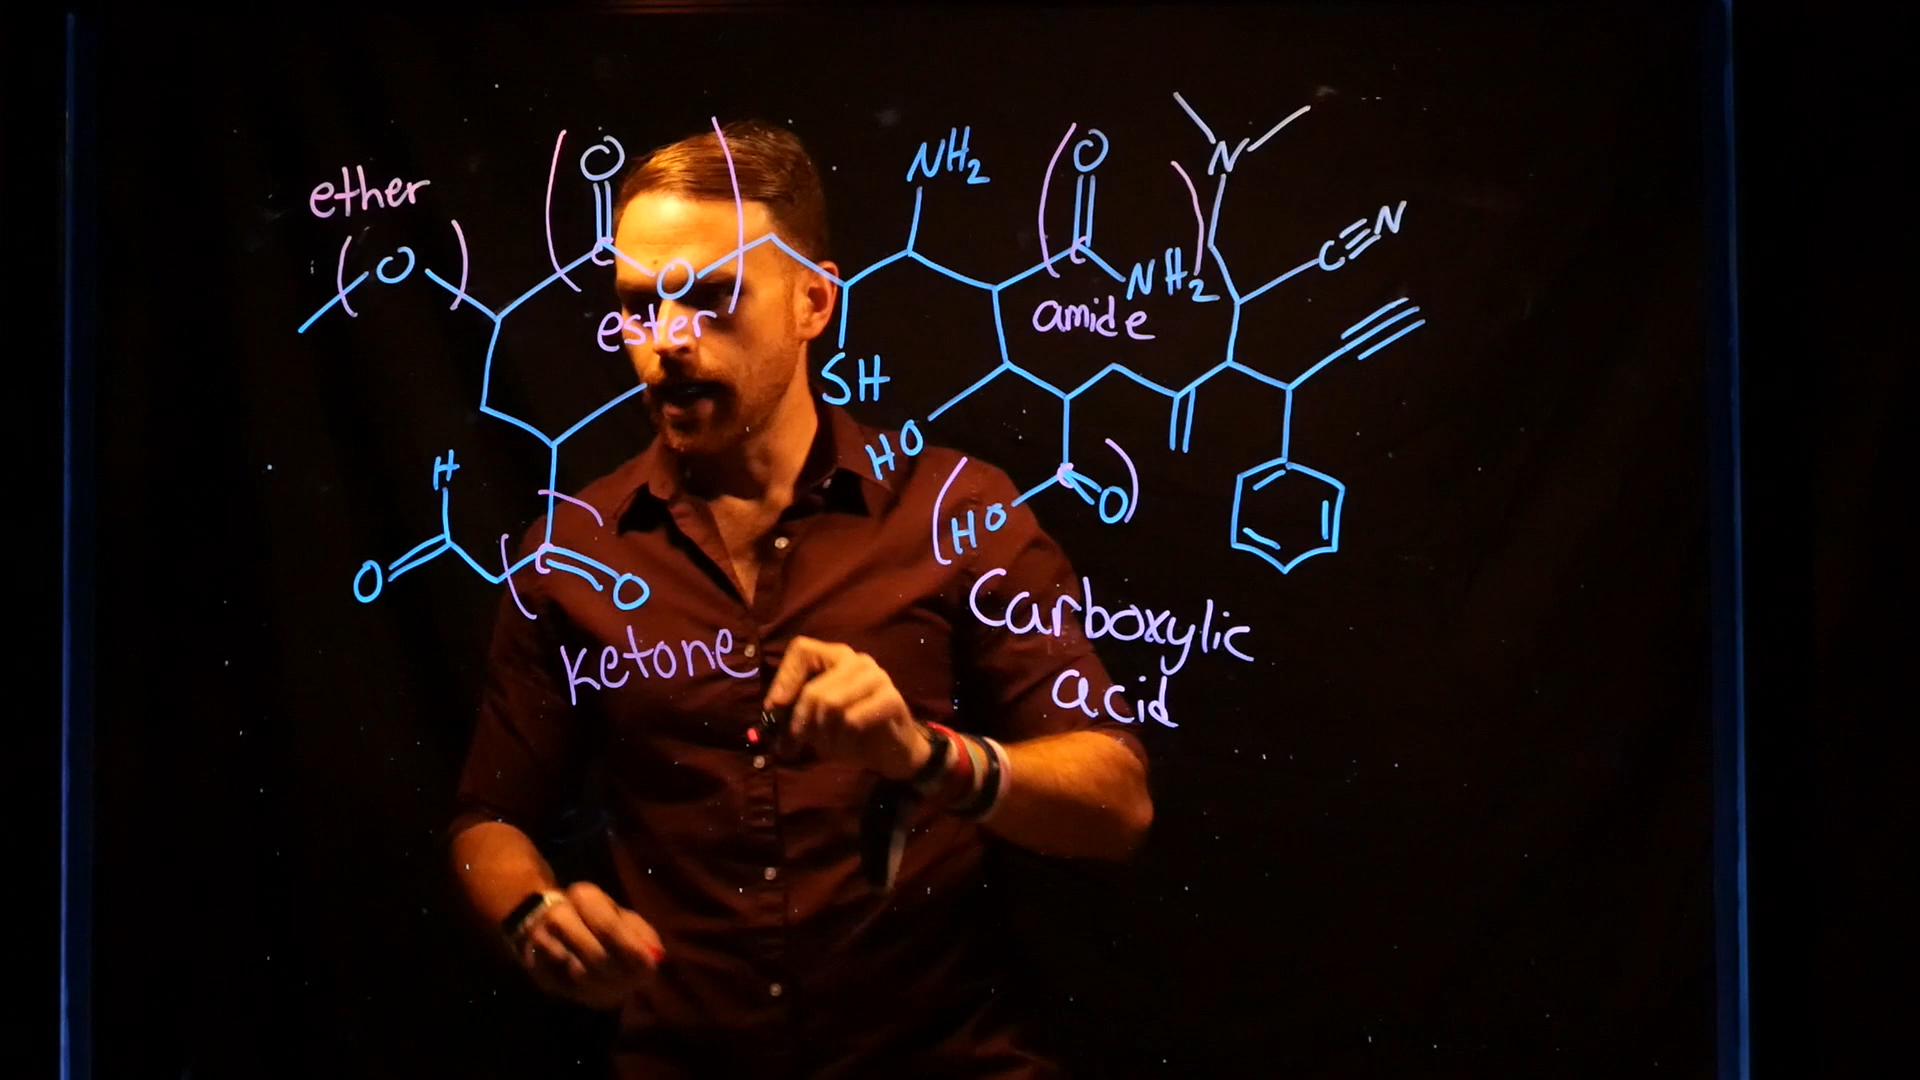 ether
O
O
O
ester
NH2
SH
O
NH2
amide
N
C≡N
HO
HO
O
Carboxylic
acid
H
O
C
O
Ketone